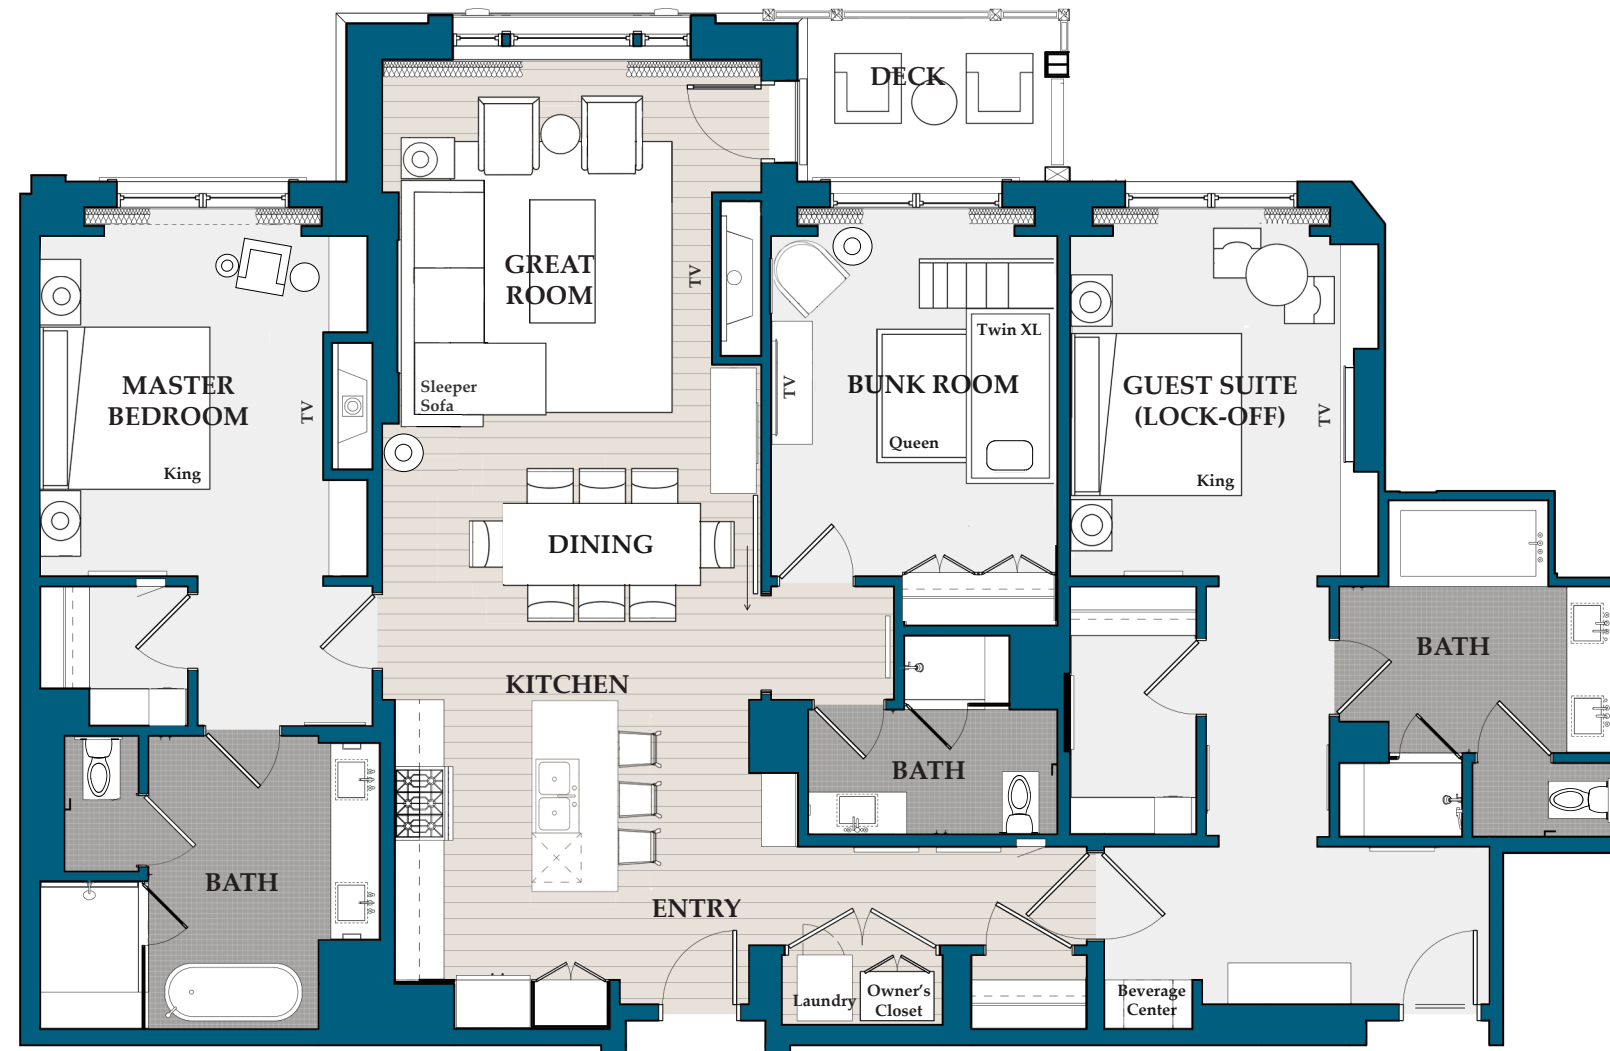 DECK
GREAT
ROOM
TV
Sleeper
Sofa
MASTER
BEDROOM
TV
King
Twin XL
BUNK ROOM
TV
Queen
GUEST SUITE
(LOCK-OFF)
TV
King
DINING
KITCHEN
BATH
BATH
BATH
ENTRY
Laundry
Owner's
Closet
Beverage
Center